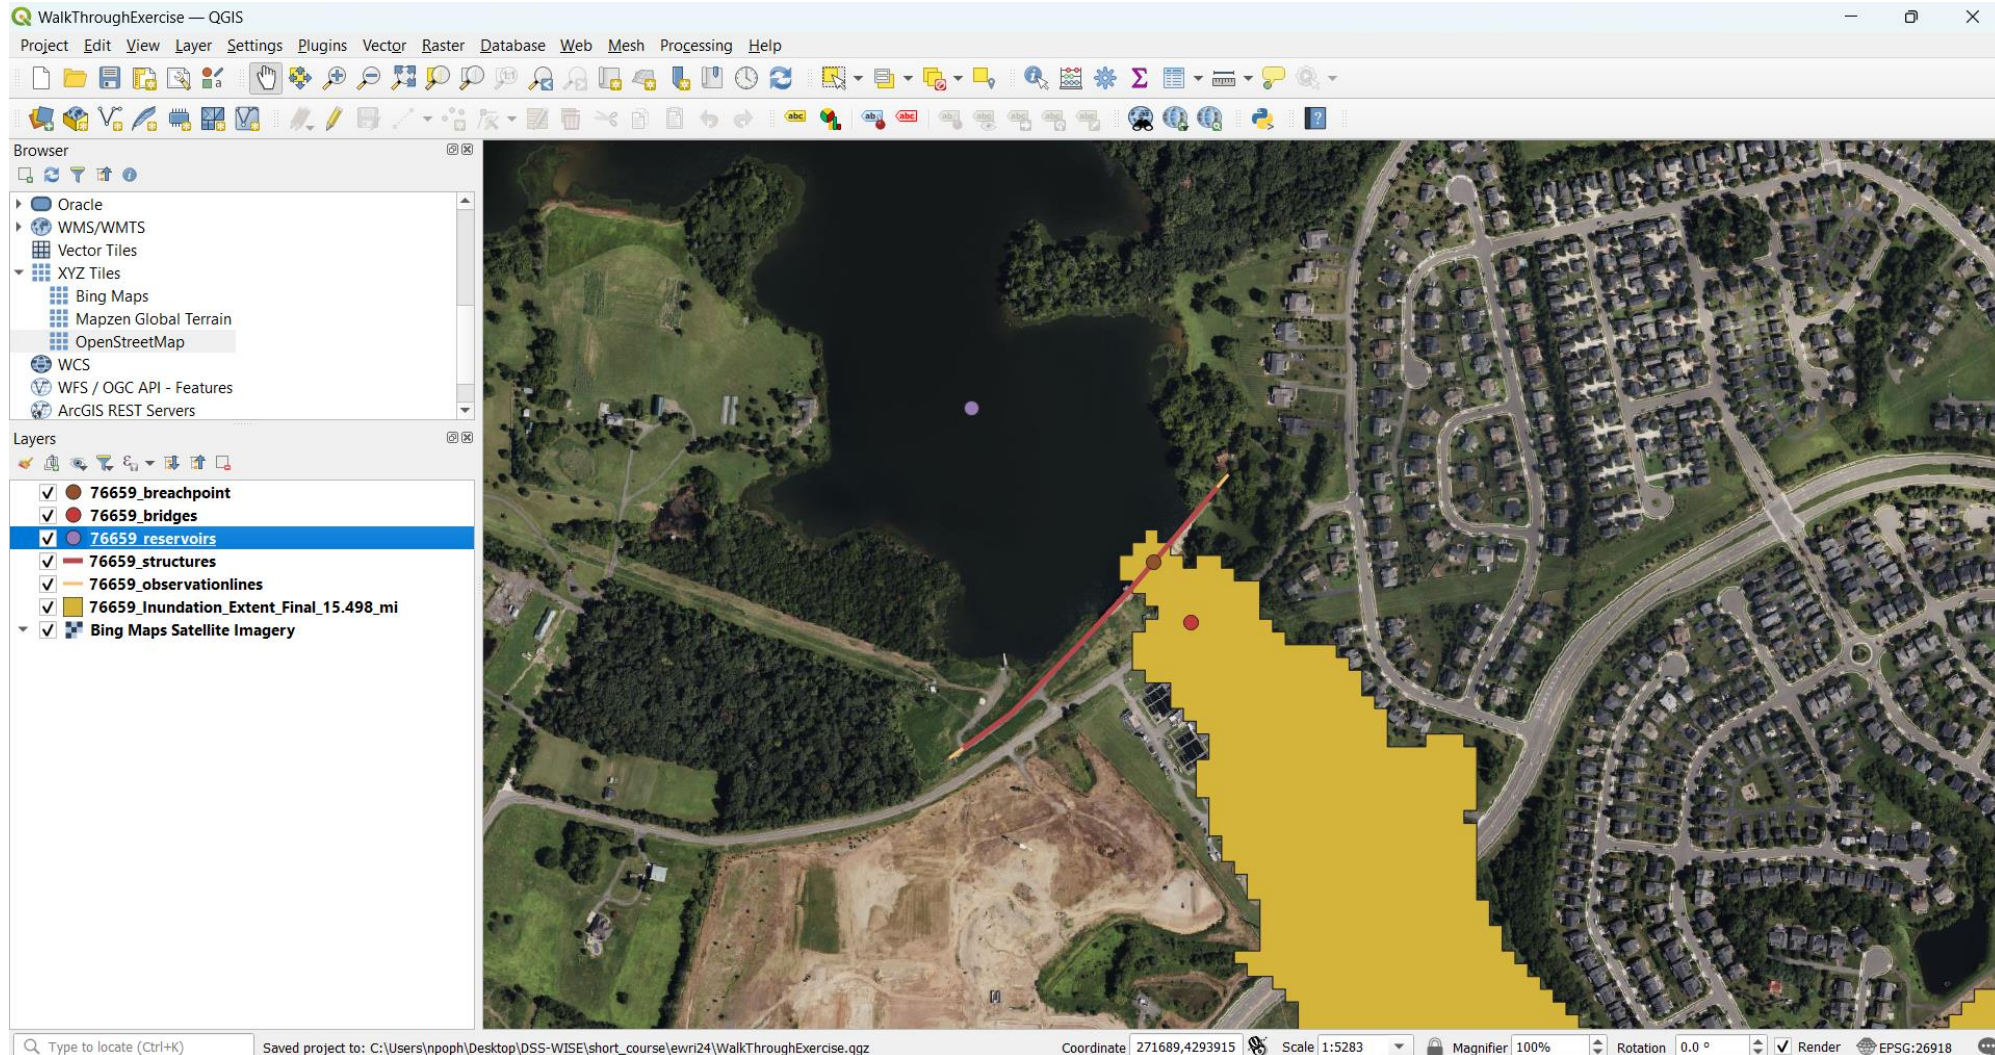 WalkThroughExercise — QGIS
Project Edit View Layer Settings Plugins Vector Raster Database Web Mesh Processing Help
Browser
Oracle
WMS/WMTS
Vector Tiles
XYZ Tiles
Bing Maps
Mapzen Global Terrain
OpenStreetMap
WCS
WFS / OGC API - Features
ArcGIS REST Servers
Layers
76659_breachpoint
76659_bridges
76659_reservoirs
76659_structures
76659_observationlines
76659_Inundation_Extent_Final_15.498_mi
Bing Maps Satellite Imagery
Type to locate (Ctrl+K) Saved project to: C:\Users\npoph\Desktop\DSS-WISE\short_course\ewri24\WalkThroughExercise.qgz Coordinate 271689,4293915 Scale 1:5283 Magnifier 100% Rotation 0.0 ° Render EPSG:26918